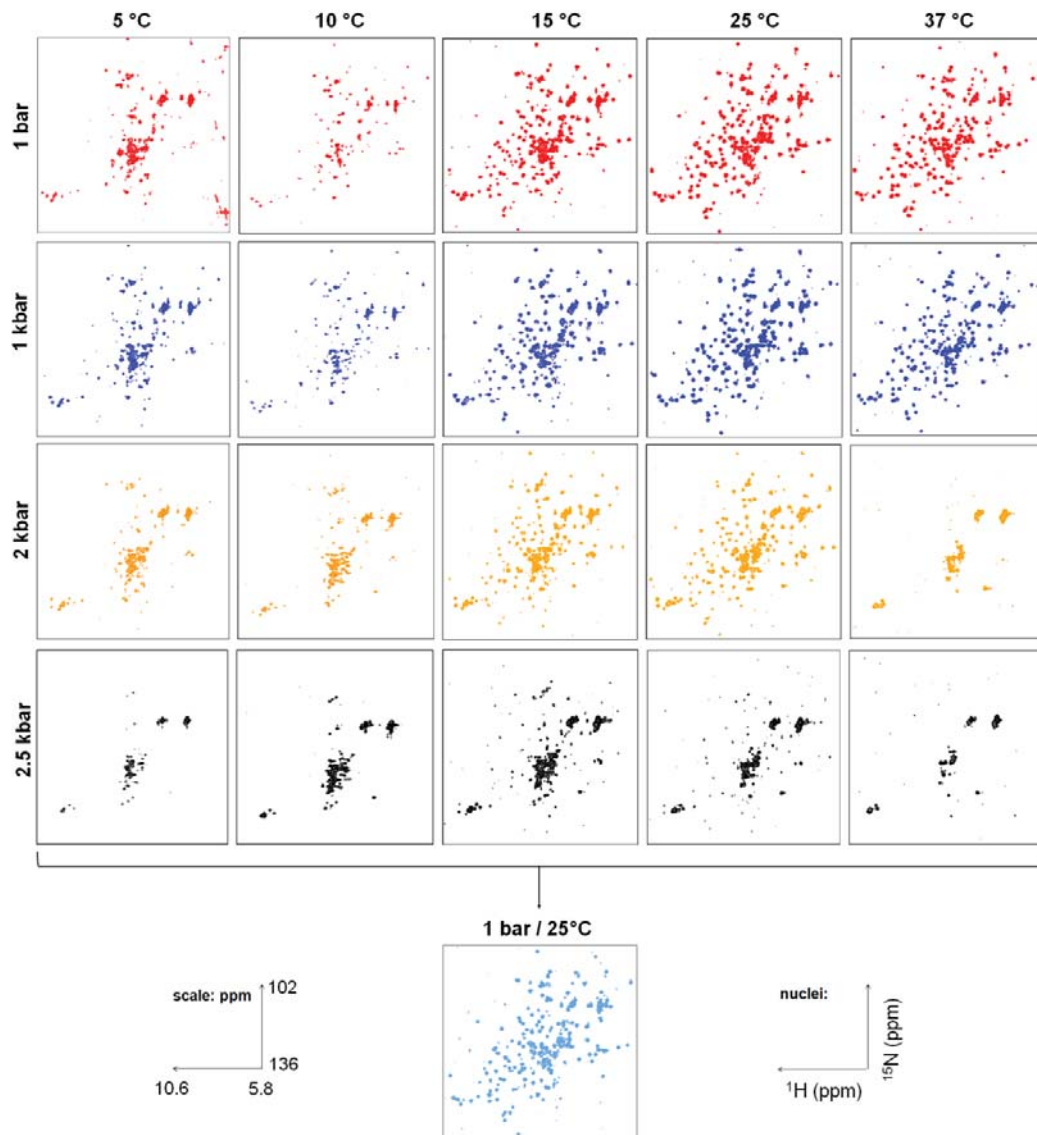 5 °C 10 °C 15 °C 25 °C 37 °C
1 bar
1 kbar
2 kbar
2.5 kbar
1 bar / 25°C
scale: ppm
102
136
10.6 5.8
nuclei:
¹⁵N (ppm)
¹H (ppm)